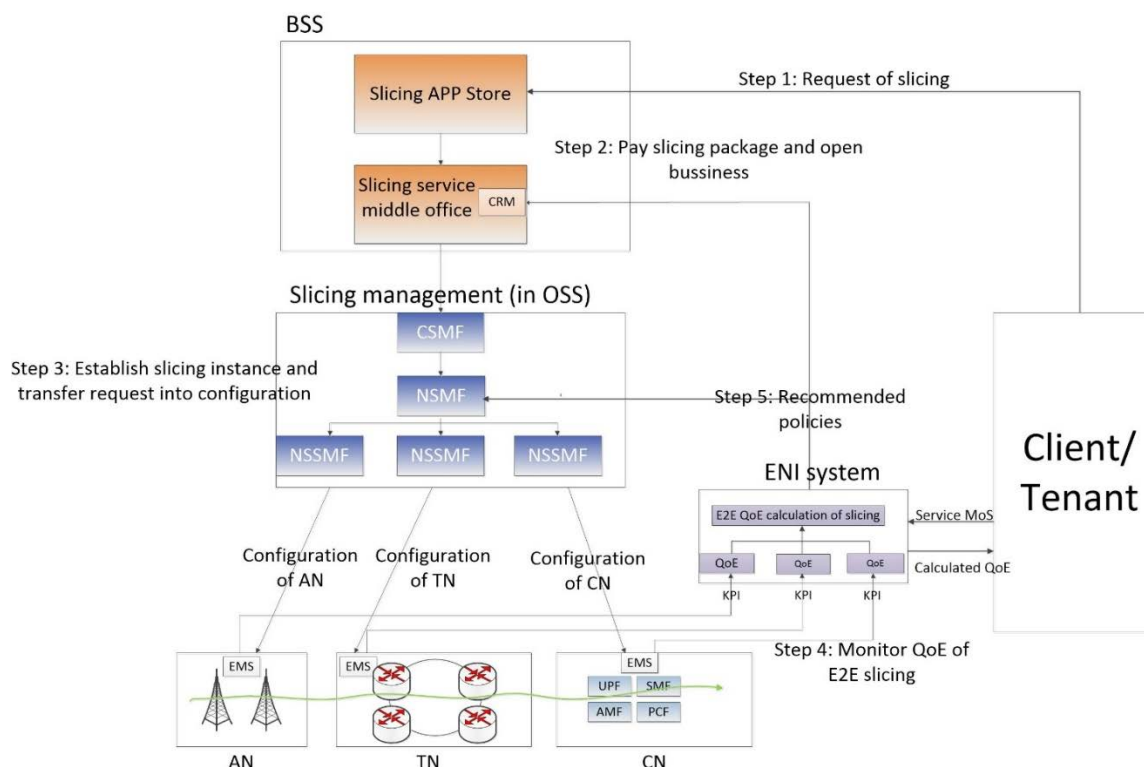 BSS
Slicing APP Store
Step 1: Request of slicing
Step 2: Pay slicing package and open
bussiness
Slicing service
middle office
CRM
Slicing management (in OSS)
CSMF
Step 3: Establish slicing instance and
transfer request into configuration
NSMF
Step 5: Recommended
policies
NSSMF
NSSMF
NSSMF
Client/
Tenant
ENI system
E2E QoE calculation of slicing
Service MoS
QoE
QoE
QoE
Calculated QoE
Configuration
of AN
Configuration
of TN
Configuration
of CN
KPI
KPI
KPI
Step 4: Monitor QoE of
E2E slicing
EMS
EMS
EMS
UPF
SMF
AMF
PCF
AN
TN
CN